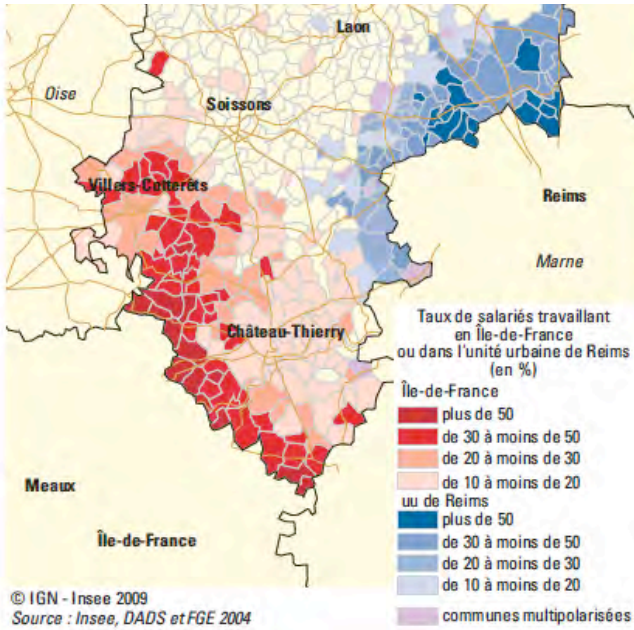 Laon
Oise
Soissons
Villers-Cotterêts
Reims
Marne
Château-Thierry
Meaux
Île-de-France
Taux de salariés travaillant
en Île-de-France
ou dans l'unité urbaine de Reims
(en %)
Île-de-France
plus de 50
de 30 à moins de 50
de 20 à moins de 30
de 10 à moins de 20
uu de Reims
plus de 50
de 30 à moins de 50
de 20 à moins de 30
de 10 à moins de 20
communes multipolarisées
© IGN - Insee 2009
Source : Insee, DADS et FGE 2004